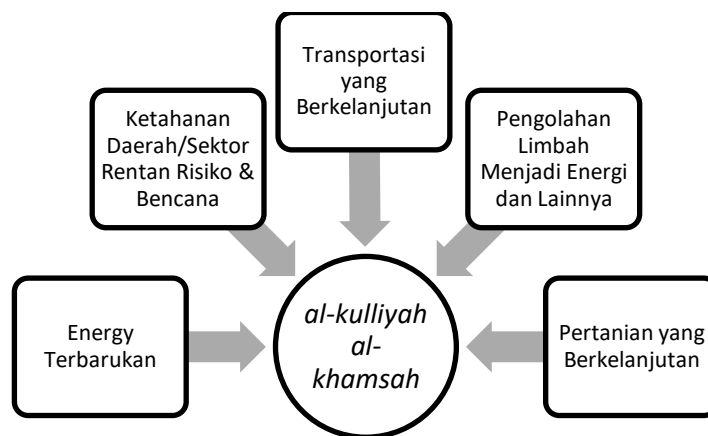 Transportasi
yang
Berkelanjutan
Ketahanan
Daerah/Sektor
Rentan Risiko &
Bencana
Pengolahan
Limbah
Menjadi Energi
dan Lainnya
Energy
Terbarukan
al-kulliyah
al-
khamsah
Pertanian yang
Berkelanjutan